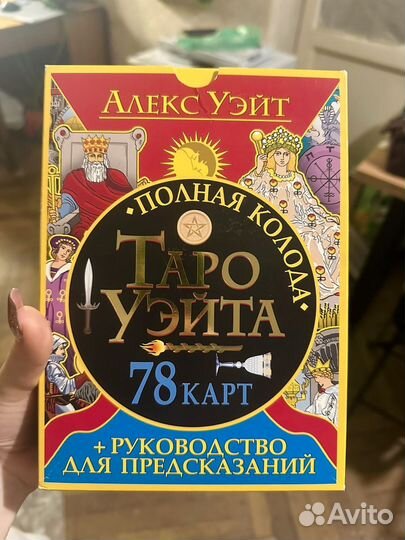 АЛЕКС УЭЙТ
•ПОЛНАЯ КОЛОДА•
ТАРО
УЭЙТА
78 КАРТ
+ РУКОВОДСТВО
ДЛЯ ПРЕДСКАЗАНИЙ
Avito